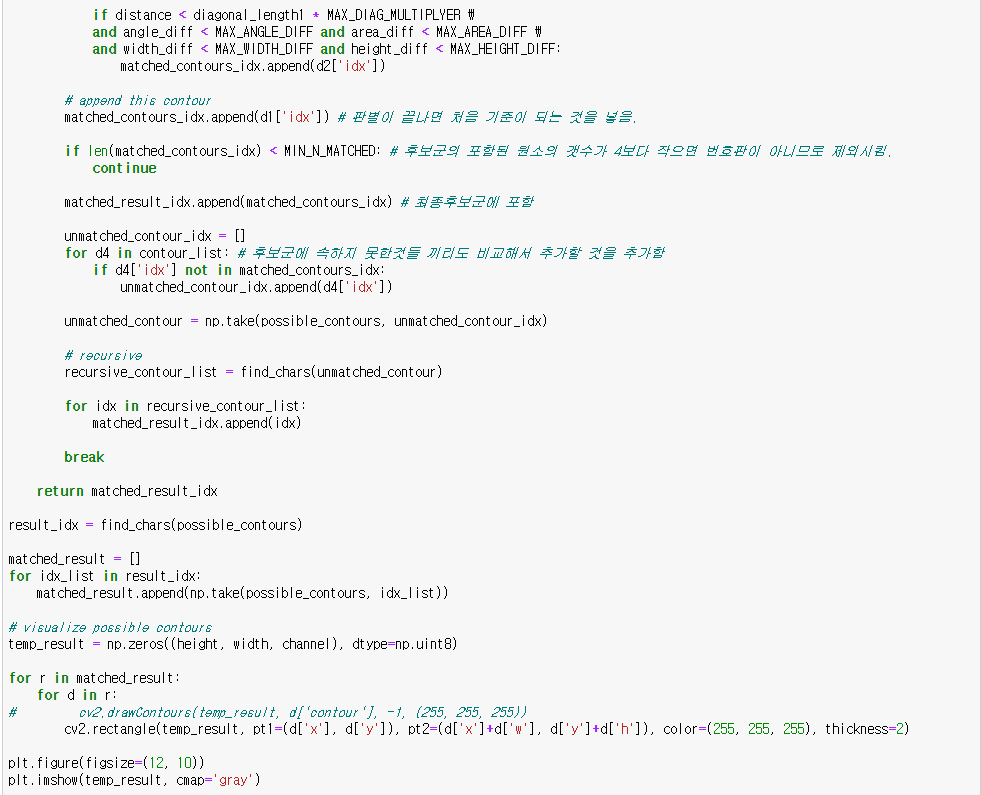 if distance < diagonal_length1 * MAX_DIAG_MULTIPLYER ₩
            and angle_diff < MAX_ANGLE_DIFF and area_diff < MAX_AREA_DIFF ₩
            and width_diff < MAX_WIDTH_DIFF and height_diff < MAX_HEIGHT_DIFF:
                matched_contours_idx.append(d2['idx'])

        # append this contour
        matched_contours_idx.append(d1['idx']) # 판별이 끝나면 처음 기준이 되는 것을 넣음.

        if len(matched_contours_idx) < MIN_N_MATCHED: # 후보군의 포함된 원소의 갯수가 4보다 작으면 번호판이 아니므로 제외시킴.
            continue

        matched_result_idx.append(matched_contours_idx) # 최종후보군에 포함

        unmatched_contour_idx = []
        for d4 in contour_list: # 후보군에 속하지 못한것들 끼리도 비교해서 추가할 것을 추가함
            if d4['idx'] not in matched_contours_idx:
                unmatched_contour_idx.append(d4['idx'])

        unmatched_contour = np.take(possible_contours, unmatched_contour_idx)

        # recursive
        recursive_contour_list = find_chars(unmatched_contour)

        for idx in recursive_contour_list:
            matched_result_idx.append(idx)

        break

    return matched_result_idx

result_idx = find_chars(possible_contours)

matched_result = []
for idx_list in result_idx:
    matched_result.append(np.take(possible_contours, idx_list))

# visualize possible contours
temp_result = np.zeros((height, width, channel), dtype=np.uint8)

for r in matched_result:
    for d in r:
#         cv2.drawContours(temp_result, d['contour'], -1, (255, 255, 255))
        cv2.rectangle(temp_result, pt1=(d['x'], d['y']), pt2=(d['x']+d['w'], d['y']+d['h']), color=(255, 255, 255), thickness=2)

plt.figure(figsize=(12, 10))
plt.imshow(temp_result, cmap='gray')